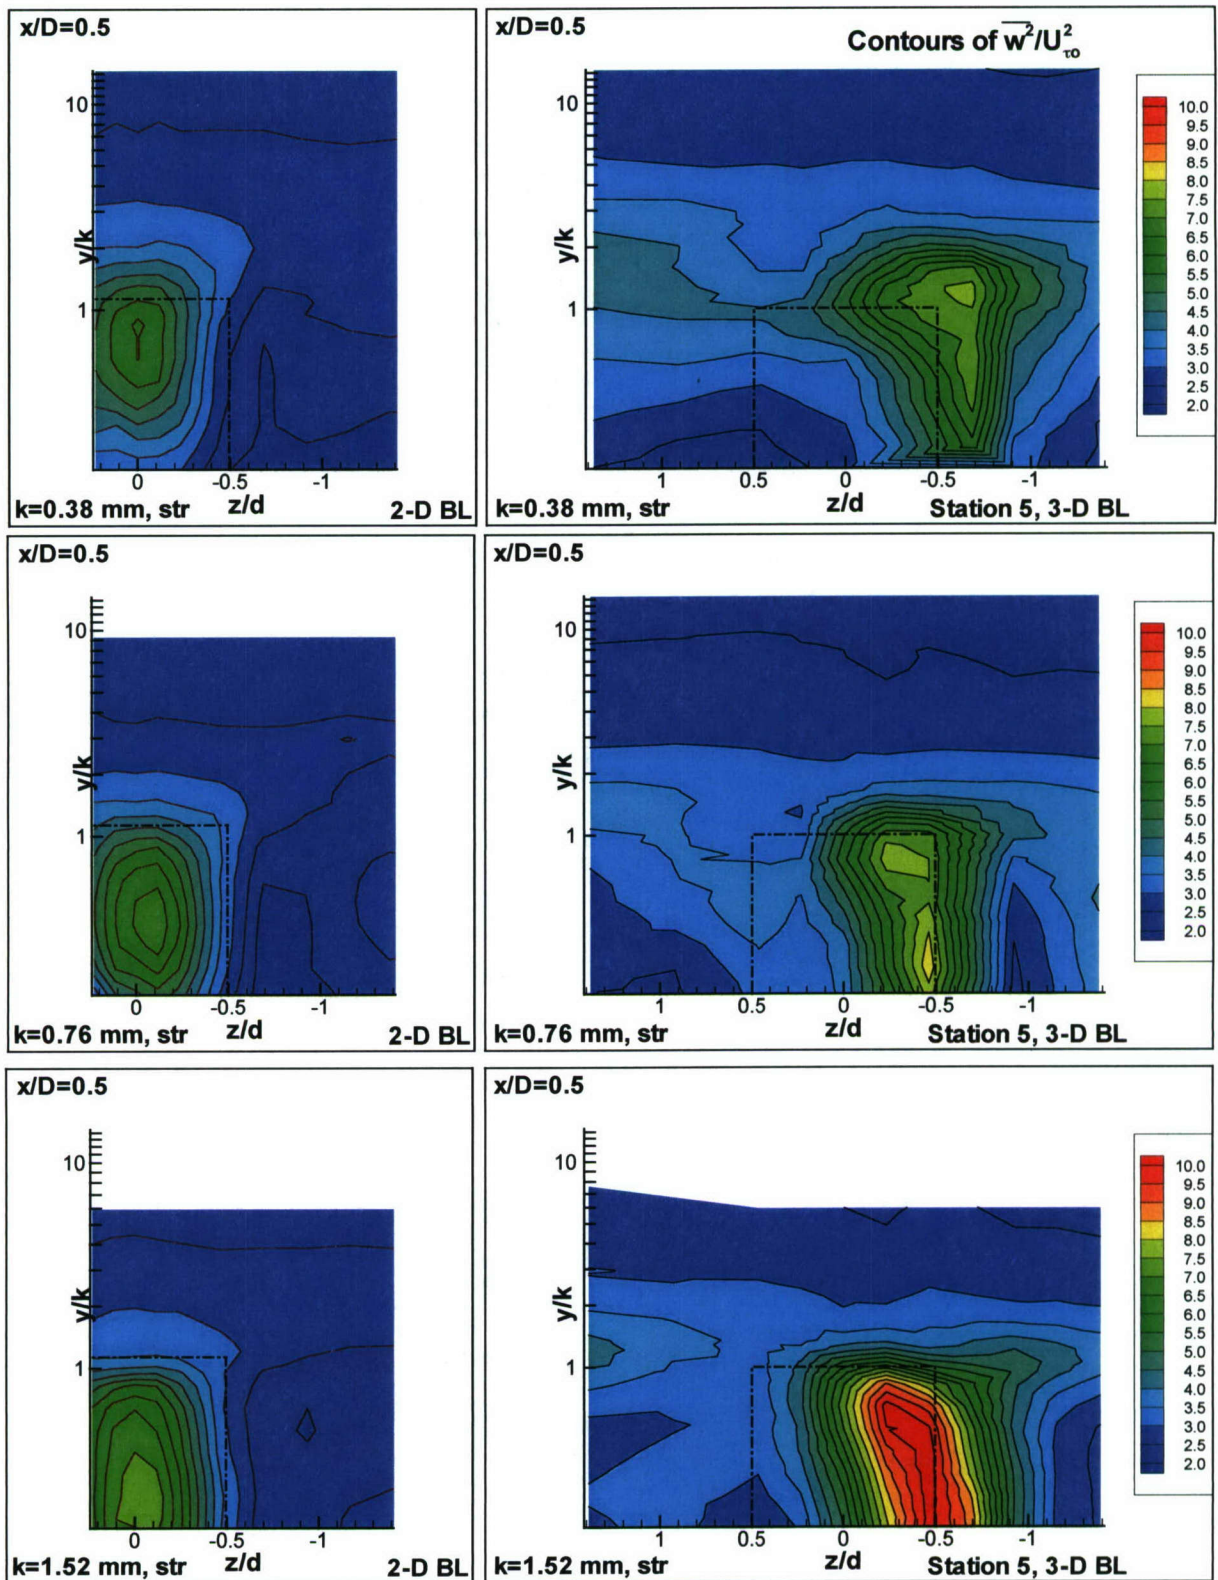 x/D=0.5
10
y/k
1
0 -0.5 -1
k=0.38 mm, str z/d 2-D BL
x/D=0.5
Contours of w²/U²τo
10
y/k
1
1 0.5 0 -0.5 -1
k=0.38 mm, str z/d Station 5, 3-D BL
10.0
9.5
9.0
8.5
8.0
7.5
7.0
6.5
6.0
5.5
5.0
4.5
4.0
3.5
3.0
2.5
2.0
x/D=0.5
10
y/k
1
0 -0.5 -1
k=0.76 mm, str z/d 2-D BL
x/D=0.5
10
y/k
1
1 0.5 0 -0.5 -1
k=0.76 mm, str z/d Station 5, 3-D BL
10.0
9.5
9.0
8.5
8.0
7.5
7.0
6.5
6.0
5.5
5.0
4.5
4.0
3.5
3.0
2.5
2.0
x/D=0.5
10
y/k
1
0 -0.5 -1
k=1.52 mm, str z/d 2-D BL
x/D=0.5
10
y/k
1
1 0.5 0 -0.5 -1
k=1.52 mm, str z/d Station 5, 3-D BL
10.0
9.5
9.0
8.5
8.0
7.5
7.0
6.5
6.0
5.5
5.0
4.5
4.0
3.5
3.0
2.5
2.0